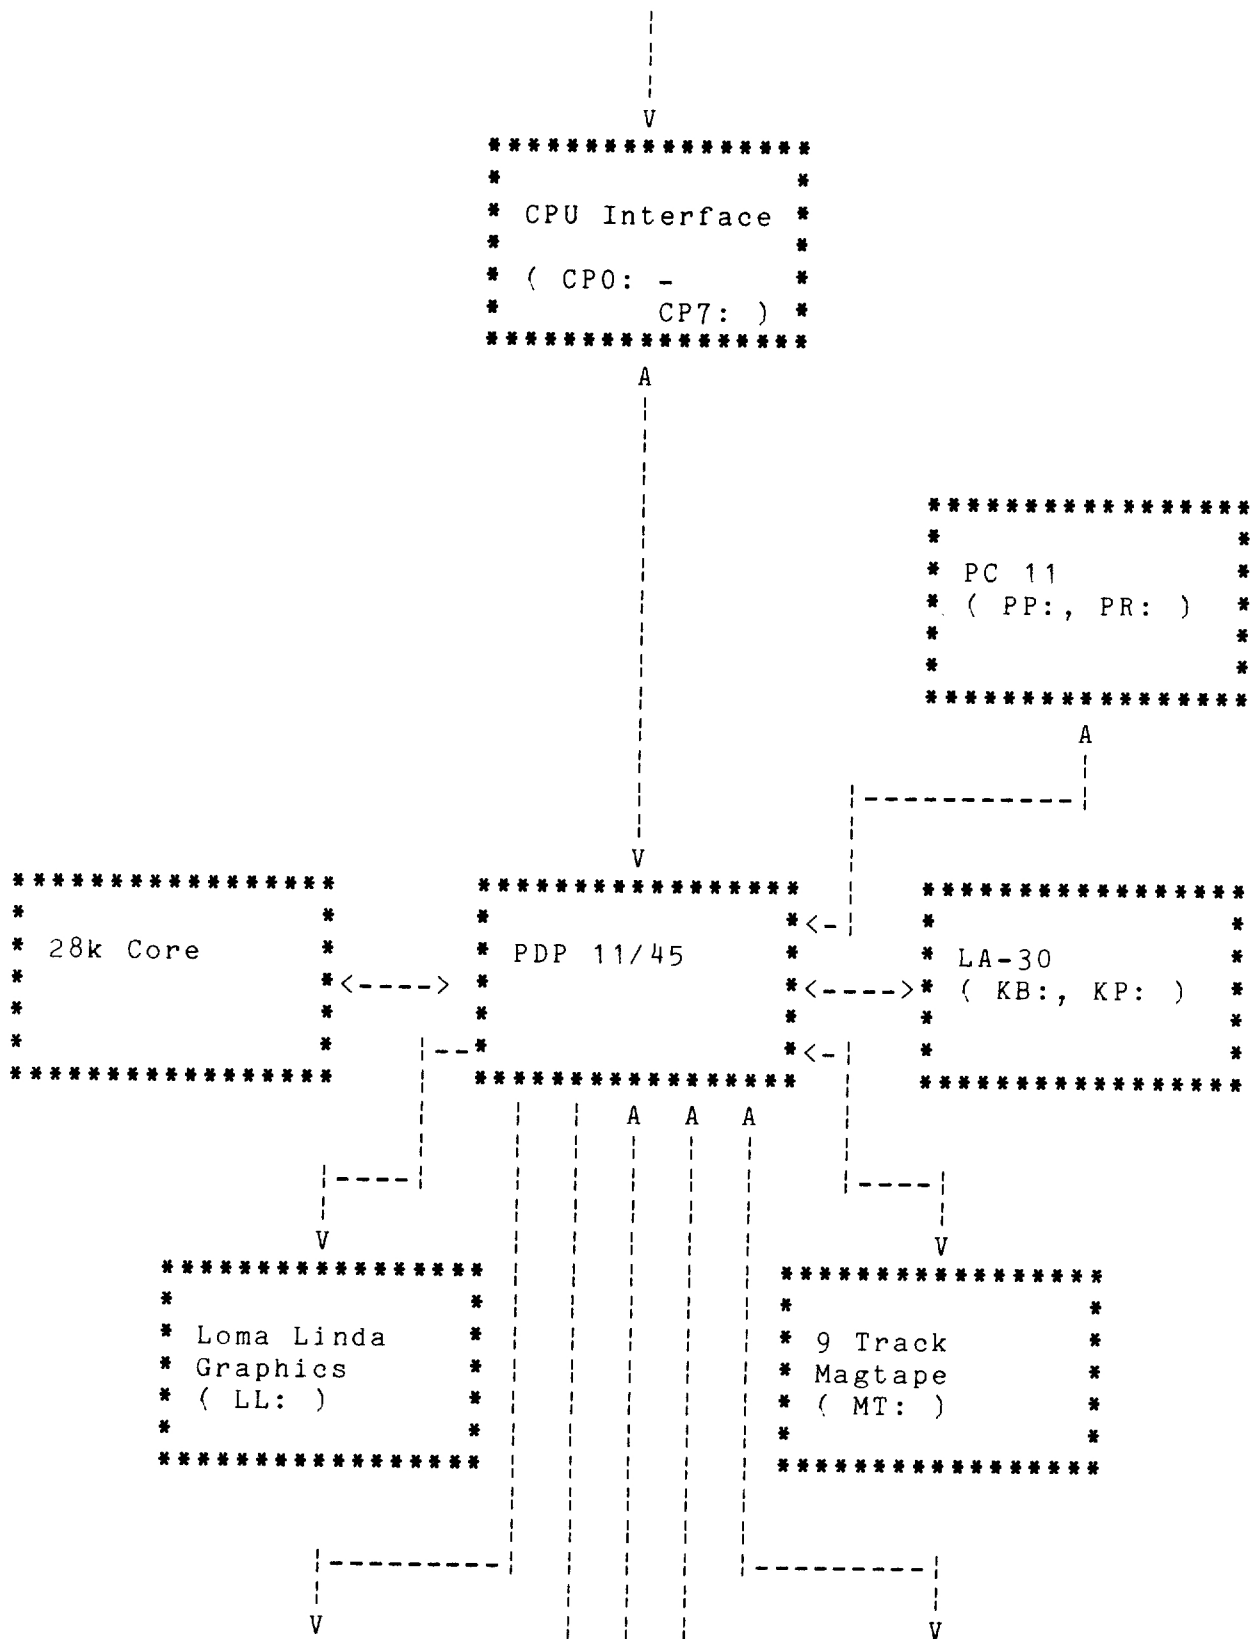 CPU Interface
( CP0: -
CP7: )
PC 11
( PP:, PR: )
28k Core
PDP 11/45
LA-30
( KB:, KP: )
Loma Linda
Graphics
( LL: )
9 Track
Magtape
( MT: )